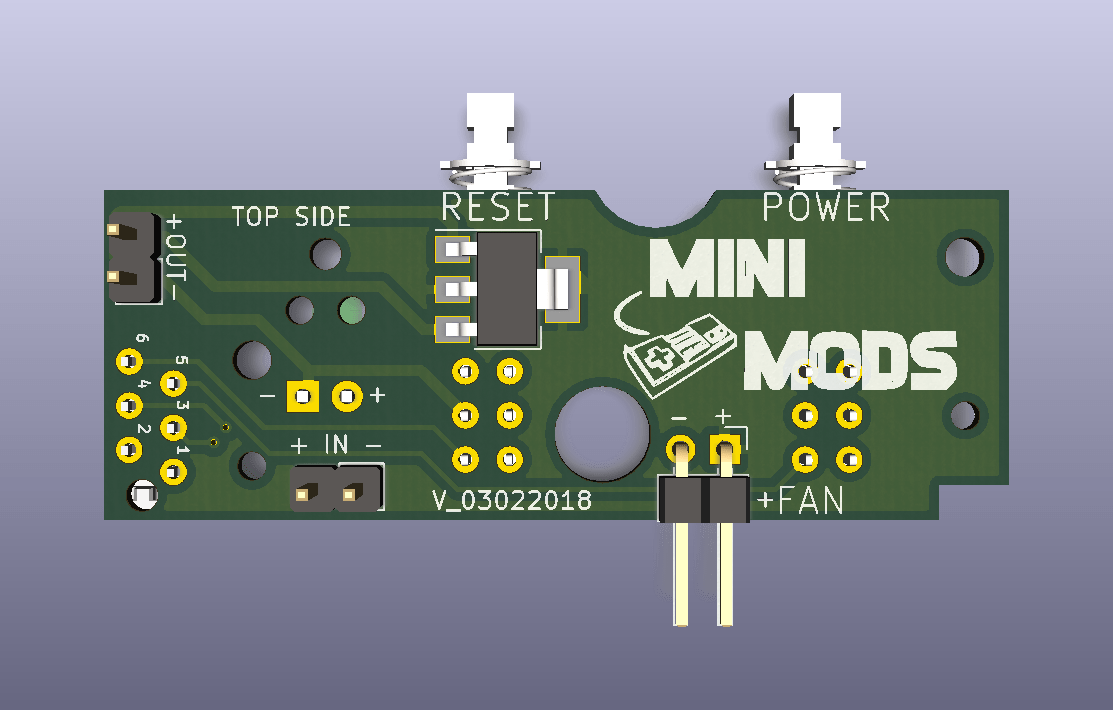 RESET
POWER
TOP SIDE
+OUT-
MINI
MODS
6
5
4
3
2
1
- +
- +
+ IN -
V_03022018
+FAN